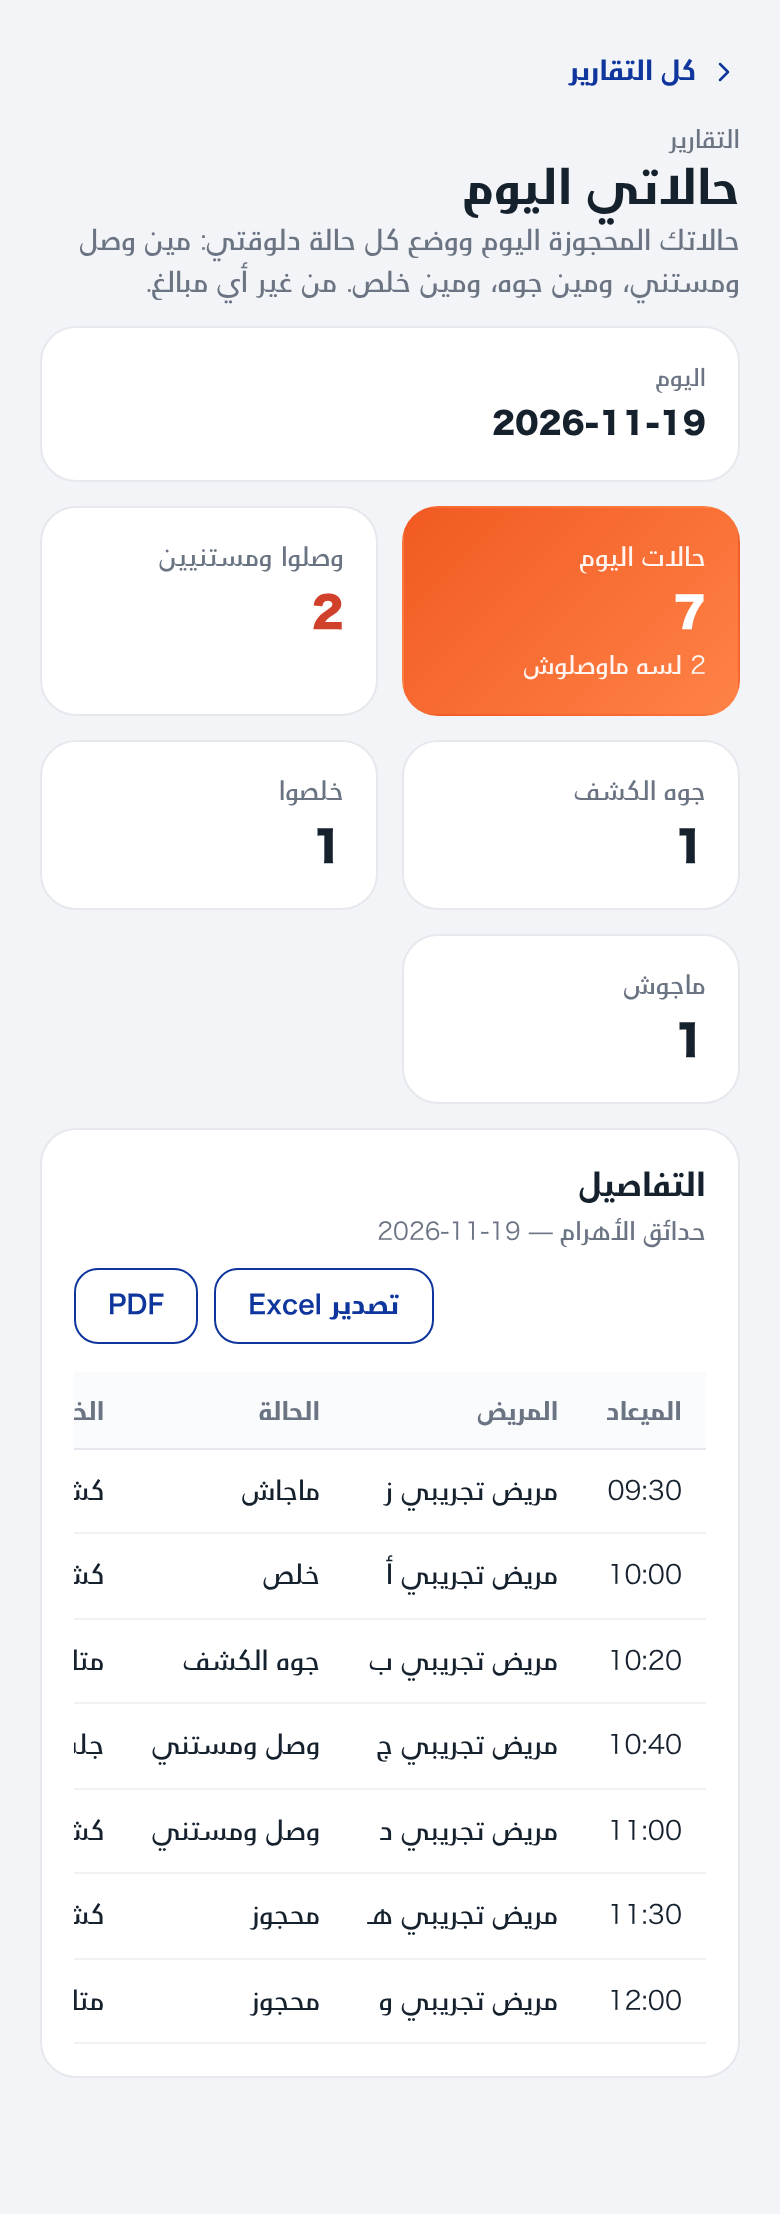 كل التقارير
التقارير
حالاتي اليوم
حالاتك المحجوزة اليوم ووضع كل حالة دلوقتي: مين وصل
ومستني، ومين جوه، ومين خلص. من غير أي مبالغ.
اليوم
2026-11-19
حالات اليوم
7
2 لسه ماوصلوش
وصلوا ومستنيين
2
جوه الكشف
1
خلصوا
1
ماجوش
1
التفاصيل
حدائق الأهرام — 2026-11-19
تصدير Excel
PDF
الميعاد المريض الحالة
09:30 مريض تجريبي ز ماجاش
10:00 مريض تجريبي أ خلص
10:20 مريض تجريبي ب جوه الكشف
10:40 مريض تجريبي ج وصل ومستني
11:00 مريض تجريبي د وصل ومستني
11:30 مريض تجريبي هـ محجوز
12:00 مريض تجريبي و محجوز